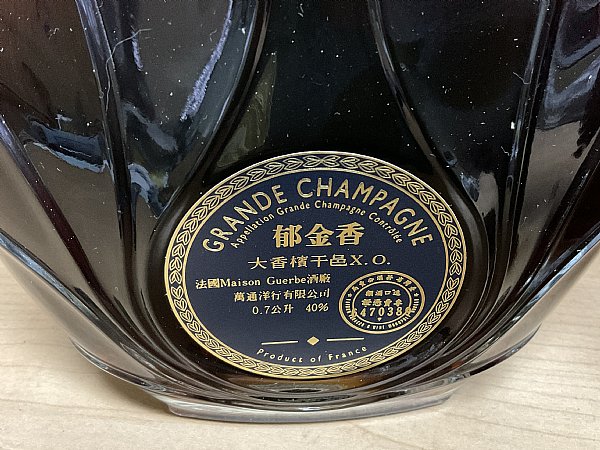 GRANDE CHAMPAGNE
Appellation Grande Champagne Contrôlée
郁金香
大香檳干邑X.O.
法國Maison Guerbe酒廠
萬通洋行有限公司
0.7公升 40%
Product of France